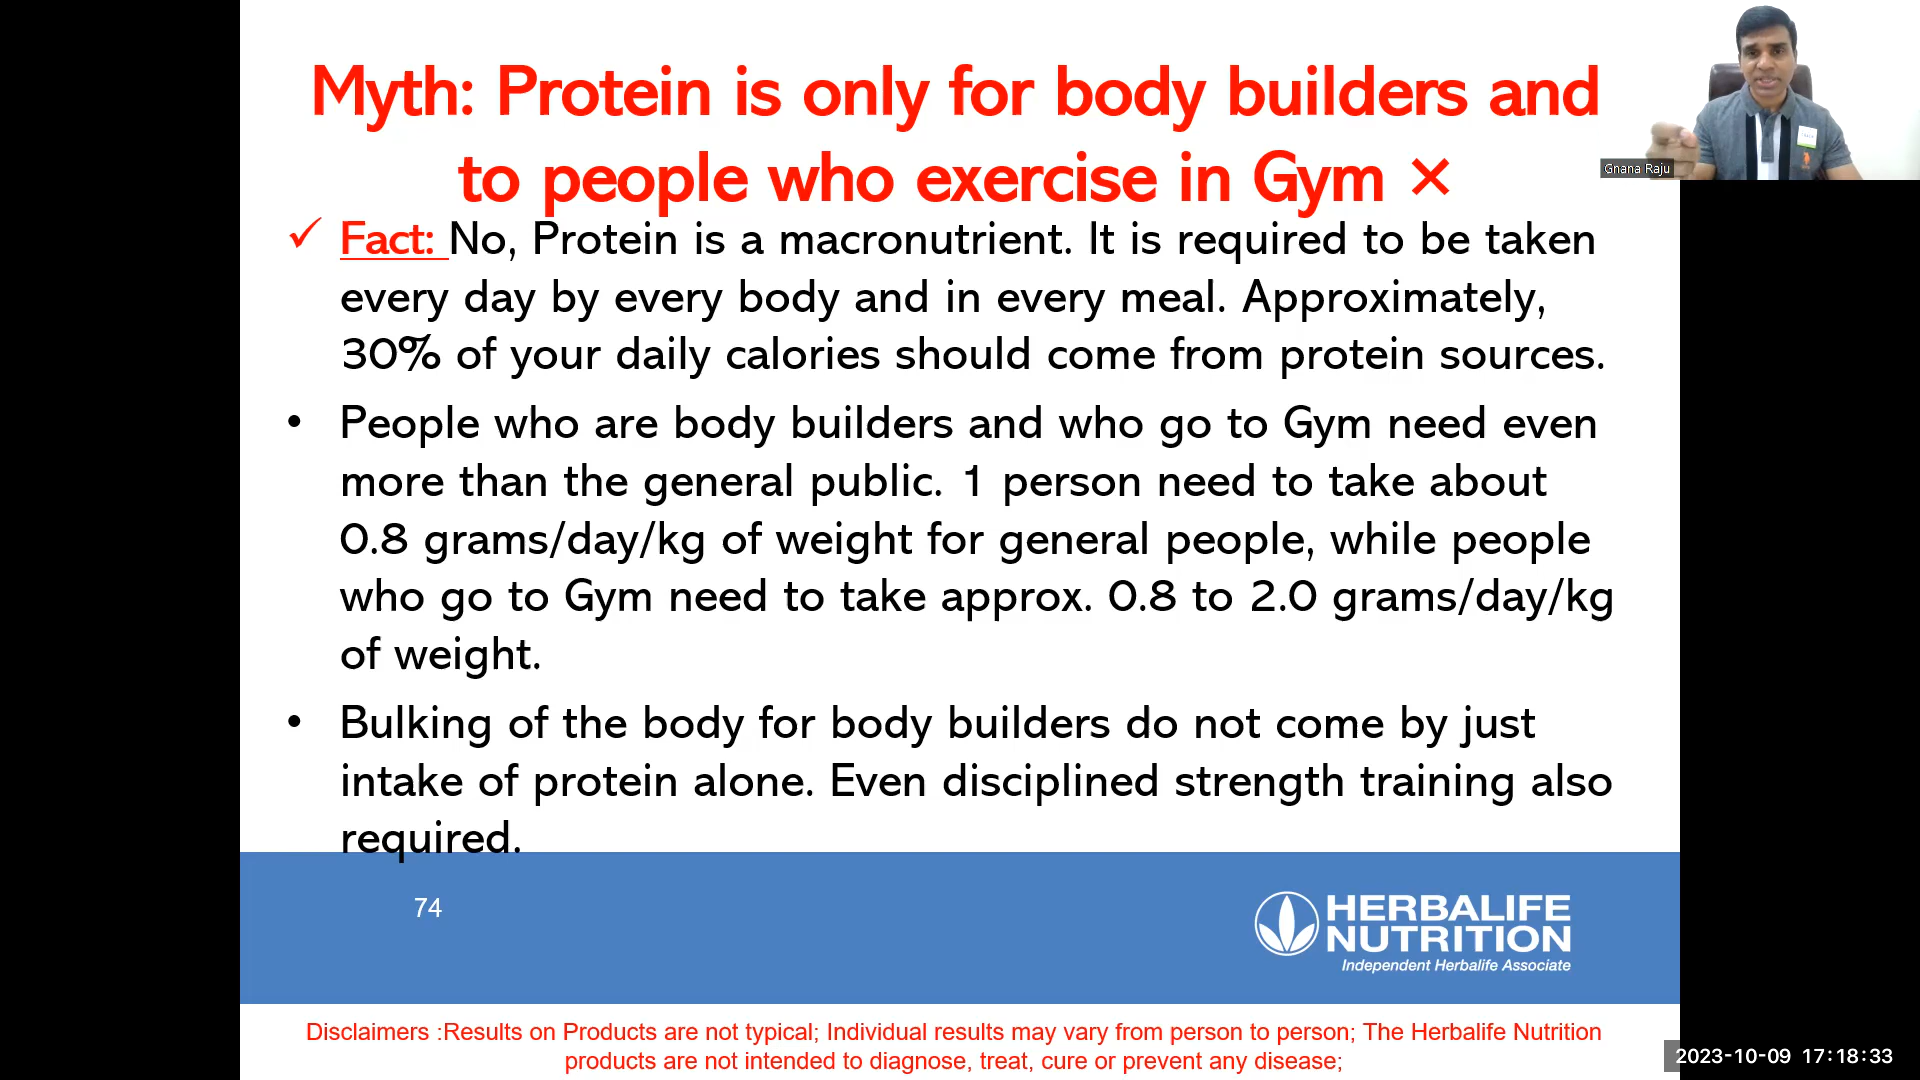 Myth: Protein is only for body builders and
to people who exercise in Gym ×
✓ Fact: No, Protein is a macronutrient. It is required to be taken
every day by every body and in every meal. Approximately,
30% of your daily calories should come from protein sources.
• People who are body builders and who go to Gym need even
more than the general public. 1 person need to take about
0.8 grams/day/kg of weight for general people, while people
who go to Gym need to take approx. 0.8 to 2.0 grams/day/kg
of weight.
• Bulking of the body for body builders do not come by just
intake of protein alone. Even disciplined strength training also
required.
74
HERBALIFE
NUTRITION
Independent Herbalife Associate
Disclaimers :Results on Products are not typical; Individual results may vary from person to person; The Herbalife Nutrition
products are not intended to diagnose, treat, cure or prevent any disease;
Gnana Raju
2023-10-09 17:18:33